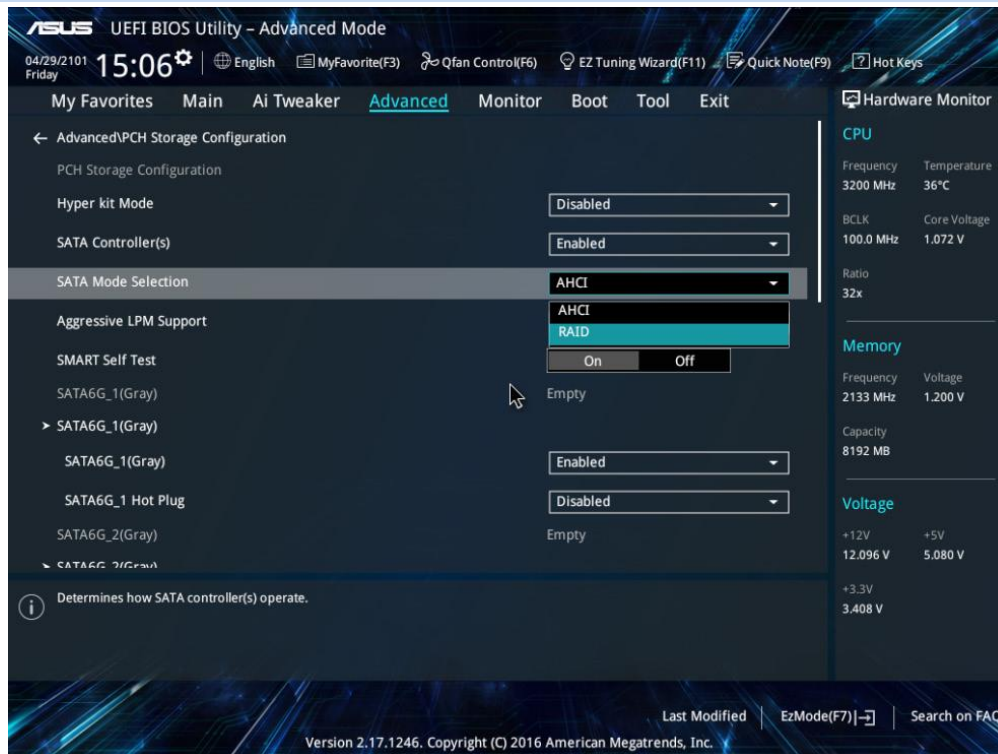 ASUS UEFI BIOS Utility – Advanced Mode
04/29/2101
Friday
15:06
English
MyFavorite(F3)
Qfan Control(F6)
EZ Tuning Wizard(F11)
Quick Note(F9)
? Hot Keys
My Favorites
Main
Ai Tweaker
Advanced
Monitor
Boot
Tool
Exit
Advanced\PCH Storage Configuration
PCH Storage Configuration
Hyper kit Mode Disabled
SATA Controller(s) Enabled
SATA Mode Selection AHCI
AHCI
RAID
Aggressive LPM Support
SMART Self Test On Off
SATA6G_1(Gray) Empty
SATA6G_1(Gray)
SATA6G_1(Gray) Enabled
SATA6G_1 Hot Plug Disabled
SATA6G_2(Gray) Empty
SATA6G_2(Gray)
Determines how SATA controller(s) operate.
Hardware Monitor
CPU
Frequency Temperature
3200 MHz 36°C
BCLK Core Voltage
100.0 MHz 1.072 V
Ratio
32x
Memory
Frequency Voltage
2133 MHz 1.200 V
Capacity
8192 MB
Voltage
+12V +5V
12.096 V 5.080 V
+3.3V
3.408 V
Last Modified
EzMode(F7)
Search on FAQ
Version 2.17.1246. Copyright (C) 2016 American Megatrends, Inc.